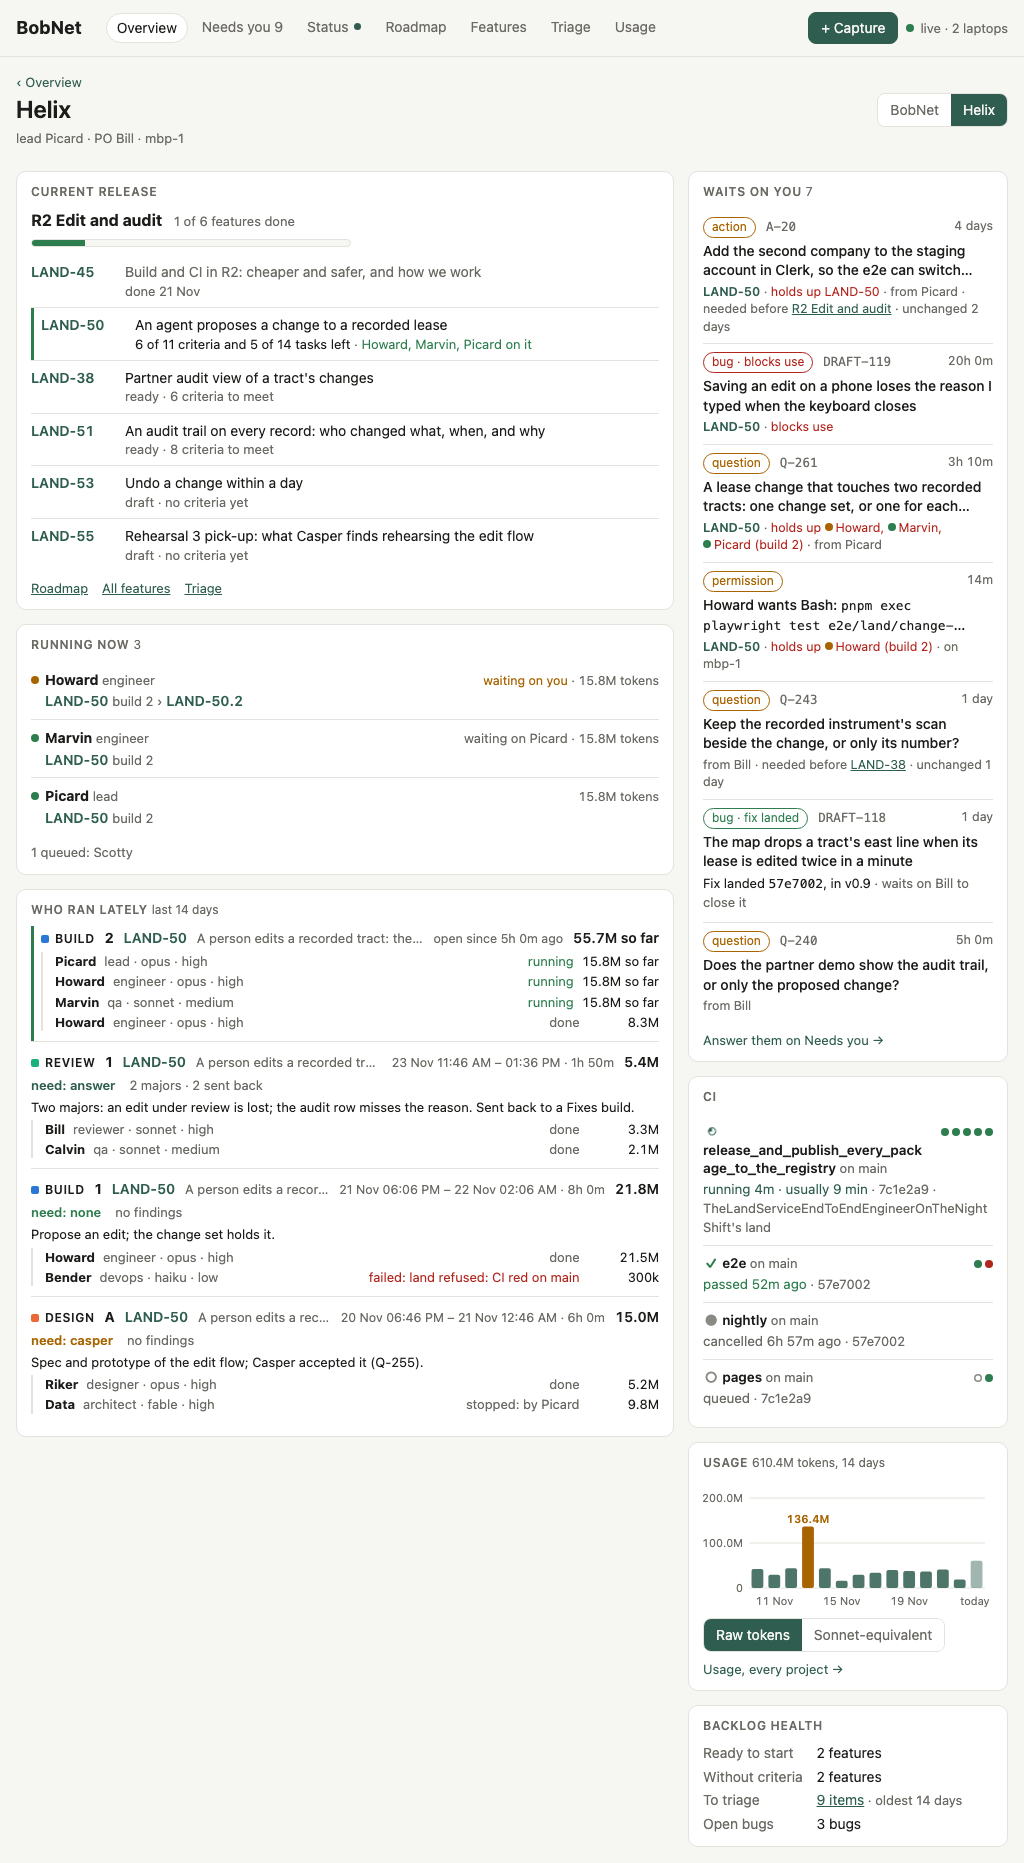 BobNet
Overview
Needs you 9
Status
Roadmap
Features
Triage
Usage
+ Capture
live · 2 laptops
‹ Overview
Helix
lead Picard · PO Bill · mbp-1
BobNet
Helix
CURRENT RELEASE
R2 Edit and audit 1 of 6 features done
LAND-45 Build and CI in R2: cheaper and safer, and how we work
done 21 Nov
LAND-50 An agent proposes a change to a recorded lease
6 of 11 criteria and 5 of 14 tasks left · Howard, Marvin, Picard on it
LAND-38 Partner audit view of a tract's changes
ready · 6 criteria to meet
LAND-51 An audit trail on every record: who changed what, when, and why
ready · 8 criteria to meet
LAND-53 Undo a change within a day
draft · no criteria yet
LAND-55 Rehearsal 3 pick-up: what Casper finds rehearsing the edit flow
draft · no criteria yet
Roadmap All features Triage
RUNNING NOW 3
Howard engineer waiting on you · 15.8M tokens
LAND-50 build 2 › LAND-50.2
Marvin engineer waiting on Picard · 15.8M tokens
LAND-50 build 2
Picard lead 15.8M tokens
LAND-50 build 2
1 queued: Scotty
WHO RAN LATELY last 14 days
BUILD 2 LAND-50 A person edits a recorded tract: the… open since 5h 0m ago 55.7M so far
Picard lead · opus · high running 15.8M so far
Howard engineer · opus · high running 15.8M so far
Marvin qa · sonnet · medium running 15.8M so far
Howard engineer · opus · high done 8.3M
REVIEW 1 LAND-50 A person edits a recorded tr… 23 Nov 11:46 AM – 01:36 PM · 1h 50m 5.4M
need: answer 2 majors · 2 sent back
Two majors: an edit under review is lost; the audit row misses the reason. Sent back to a Fixes build.
Bill reviewer · sonnet · high done 3.3M
Calvin qa · sonnet · medium done 2.1M
BUILD 1 LAND-50 A person edits a recor… 21 Nov 06:06 PM – 22 Nov 02:06 AM · 8h 0m 21.8M
need: none no findings
Propose an edit; the change set holds it.
Howard engineer · opus · high done 21.5M
Bender devops · haiku · low failed: land refused: CI red on main 300k
DESIGN A LAND-50 A person edits a rec… 20 Nov 06:46 PM – 21 Nov 12:46 AM · 6h 0m 15.0M
need: casper no findings
Spec and prototype of the edit flow; Casper accepted it (Q-255).
Riker designer · opus · high done 5.2M
Data architect · fable · high stopped: by Picard 9.8M
WAITS ON YOU 7
action A-20 4 days
Add the second company to the staging
account in Clerk, so the e2e can switch…
LAND-50 · holds up LAND-50 · from Picard ·
needed before R2 Edit and audit · unchanged 2
days
bug · blocks use DRAFT-119 20h 0m
Saving an edit on a phone loses the reason I
typed when the keyboard closes
LAND-50 · blocks use
question Q-261 3h 10m
A lease change that touches two recorded
tracts: one change set, or one for each…
LAND-50 · holds up Howard, Marvin,
Picard (build 2) · from Picard
permission 14m
Howard wants Bash: pnpm exec
playwright test e2e/land/change-…
LAND-50 · holds up Howard (build 2) · on
mbp-1
question Q-243 1 day
Keep the recorded instrument's scan
beside the change, or only its number?
from Bill · needed before LAND-38 · unchanged 1
day
bug · fix landed DRAFT-118 1 day
The map drops a tract's east line when its
lease is edited twice in a minute
Fix landed 57e7002, in v0.9 · waits on Bill to
close it
question Q-240 5h 0m
Does the partner demo show the audit trail,
or only the proposed change?
from Bill
Answer them on Needs you →
CI
release_and_publish_every_pack
age_to_the_registry on main
running 4m · usually 9 min · 7c1e2a9 ·
TheLandServiceEndToEndEngineerOnTheNight
Shift's land
e2e on main
passed 52m ago · 57e7002
nightly on main
cancelled 6h 57m ago · 57e7002
pages on main
queued · 7c1e2a9
USAGE 610.4M tokens, 14 days
200.0M
136.4M
100.0M
0
11 Nov 15 Nov 19 Nov today
Raw tokens Sonnet-equivalent
Usage, every project →
BACKLOG HEALTH
Ready to start 2 features
Without criteria 2 features
To triage 9 items · oldest 14 days
Open bugs 3 bugs